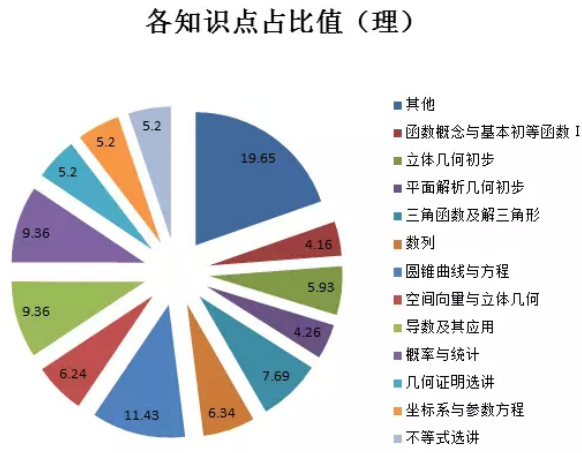 各知识点占比值（理）
5.2
5.2
5.2
19.65
9.36
4.16
5.93
9.36
4.26
6.24
7.69
11.43
6.34
其他
函数概念与基本初等函数 I
立体几何初步
平面解析几何初步
三角函数及解三角形
数列
圆锥曲线与方程
空间向量与立体几何
导数及其应用
概率与统计
几何证明选讲
坐标系与参数方程
不等式选讲